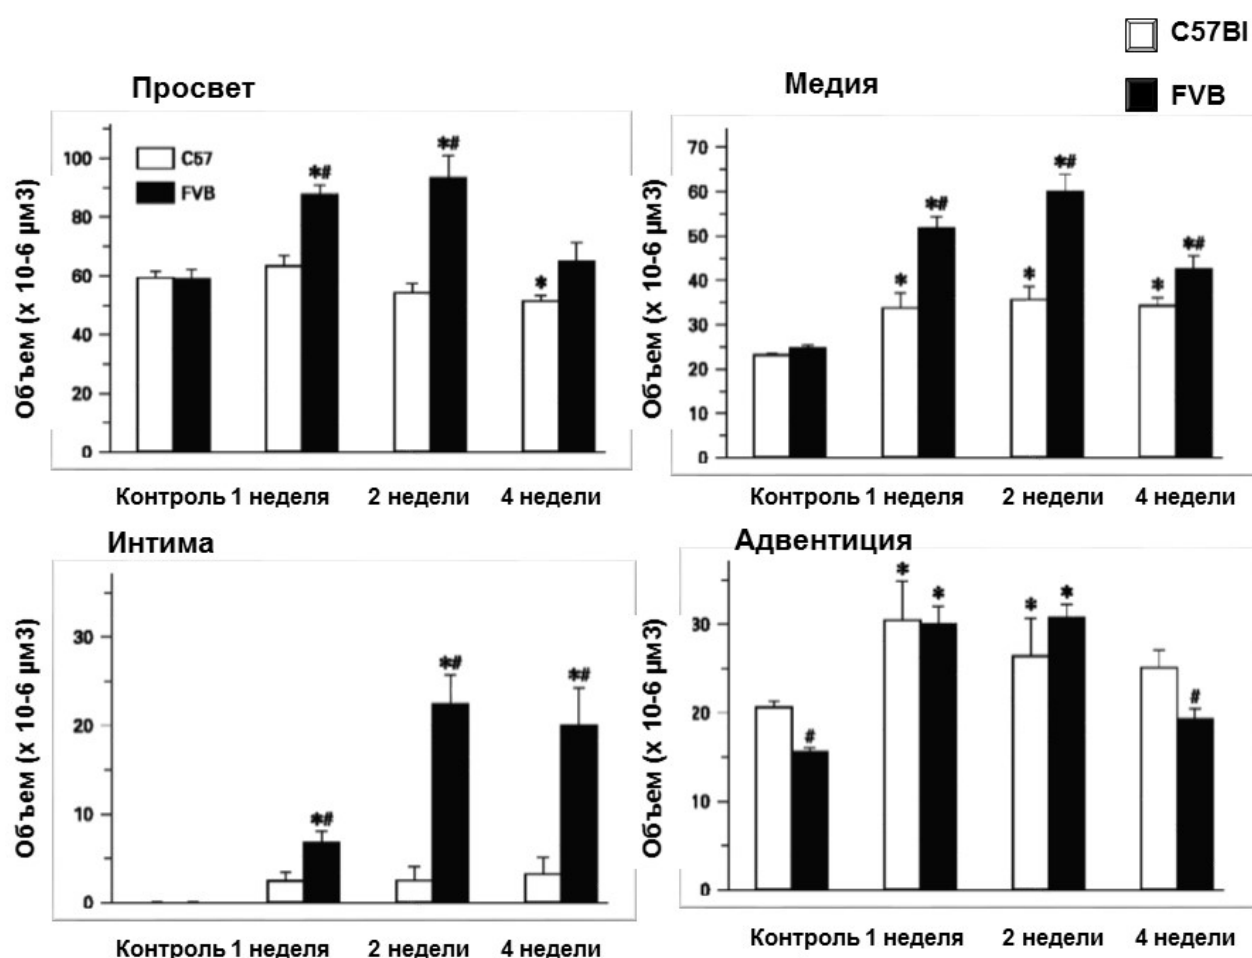 C57Bl
FVB
Просвет
Объем (x 10-6 µм3)
100
80
60
40
20
0
C57
FVB
*#
*#
*
Контроль 1 неделя 2 недели 4 недели
Медия
Объем (x 10-6 µм3)
70
60
50
40
30
20
10
0
*
*#
*
*#
*
*#
Контроль 1 неделя 2 недели 4 недели
Интима
Объем (x 10-6 µм3)
30
20
10
0
*#
*#
*#
Контроль 1 неделя 2 недели 4 недели
Адвентиция
Объем (x 10-6 µм3)
30
20
10
0
#
*
*
*
*
#
Контроль 1 неделя 2 недели 4 недели